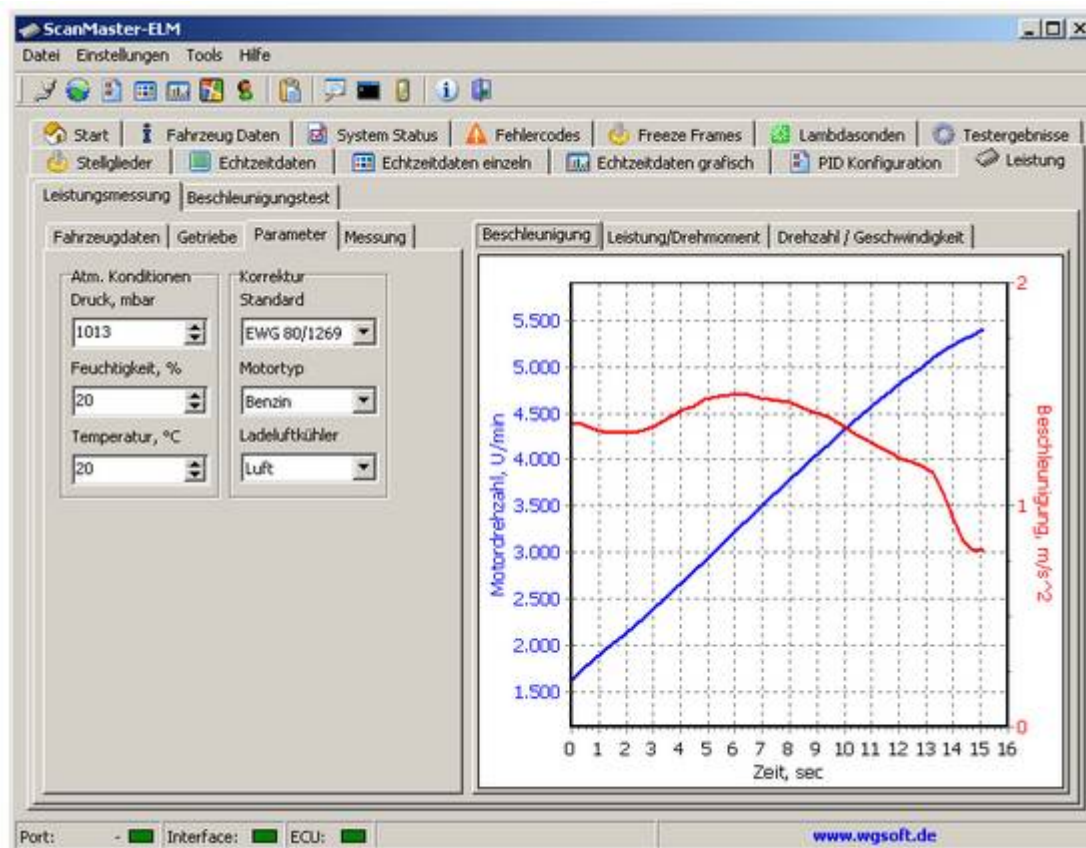 ScanMaster-ELM
Datei Einstellungen Tools Hilfe
Start Fahrzeug Daten System Status Fehlercodes Freeze Frames Lambdasonden Testergebnisse
Stellglieder Echtzeitdaten Echtzeitdaten einzeln Echtzeitdaten grafisch PID Konfiguration Leistung
Leistungsmessung Beschleunigungstest
Fahrzeugdaten Getriebe Parameter Messung
Atm. Konditionen
Druck, mbar
1013
Feuchtigkeit, %
20
Temperatur, °C
20
Korrektur
Standard
EWG 80/1269
Motortyp
Benzin
Ladeluftkühler
Luft
Beschleunigung Leistung/Drehmoment Drehzahl / Geschwindigkeit
Motordrehzahl, U/min
5.500
5.000
4.500
4.000
3.500
3.000
2.500
2.000
1.500
2
1
0
Beschleunigung, m/s^2
0 1 2 3 4 5 6 7 8 9 10 11 12 13 14 15 16
Zeit, sec
Port: - Interface: ECU: www.wgsoft.de